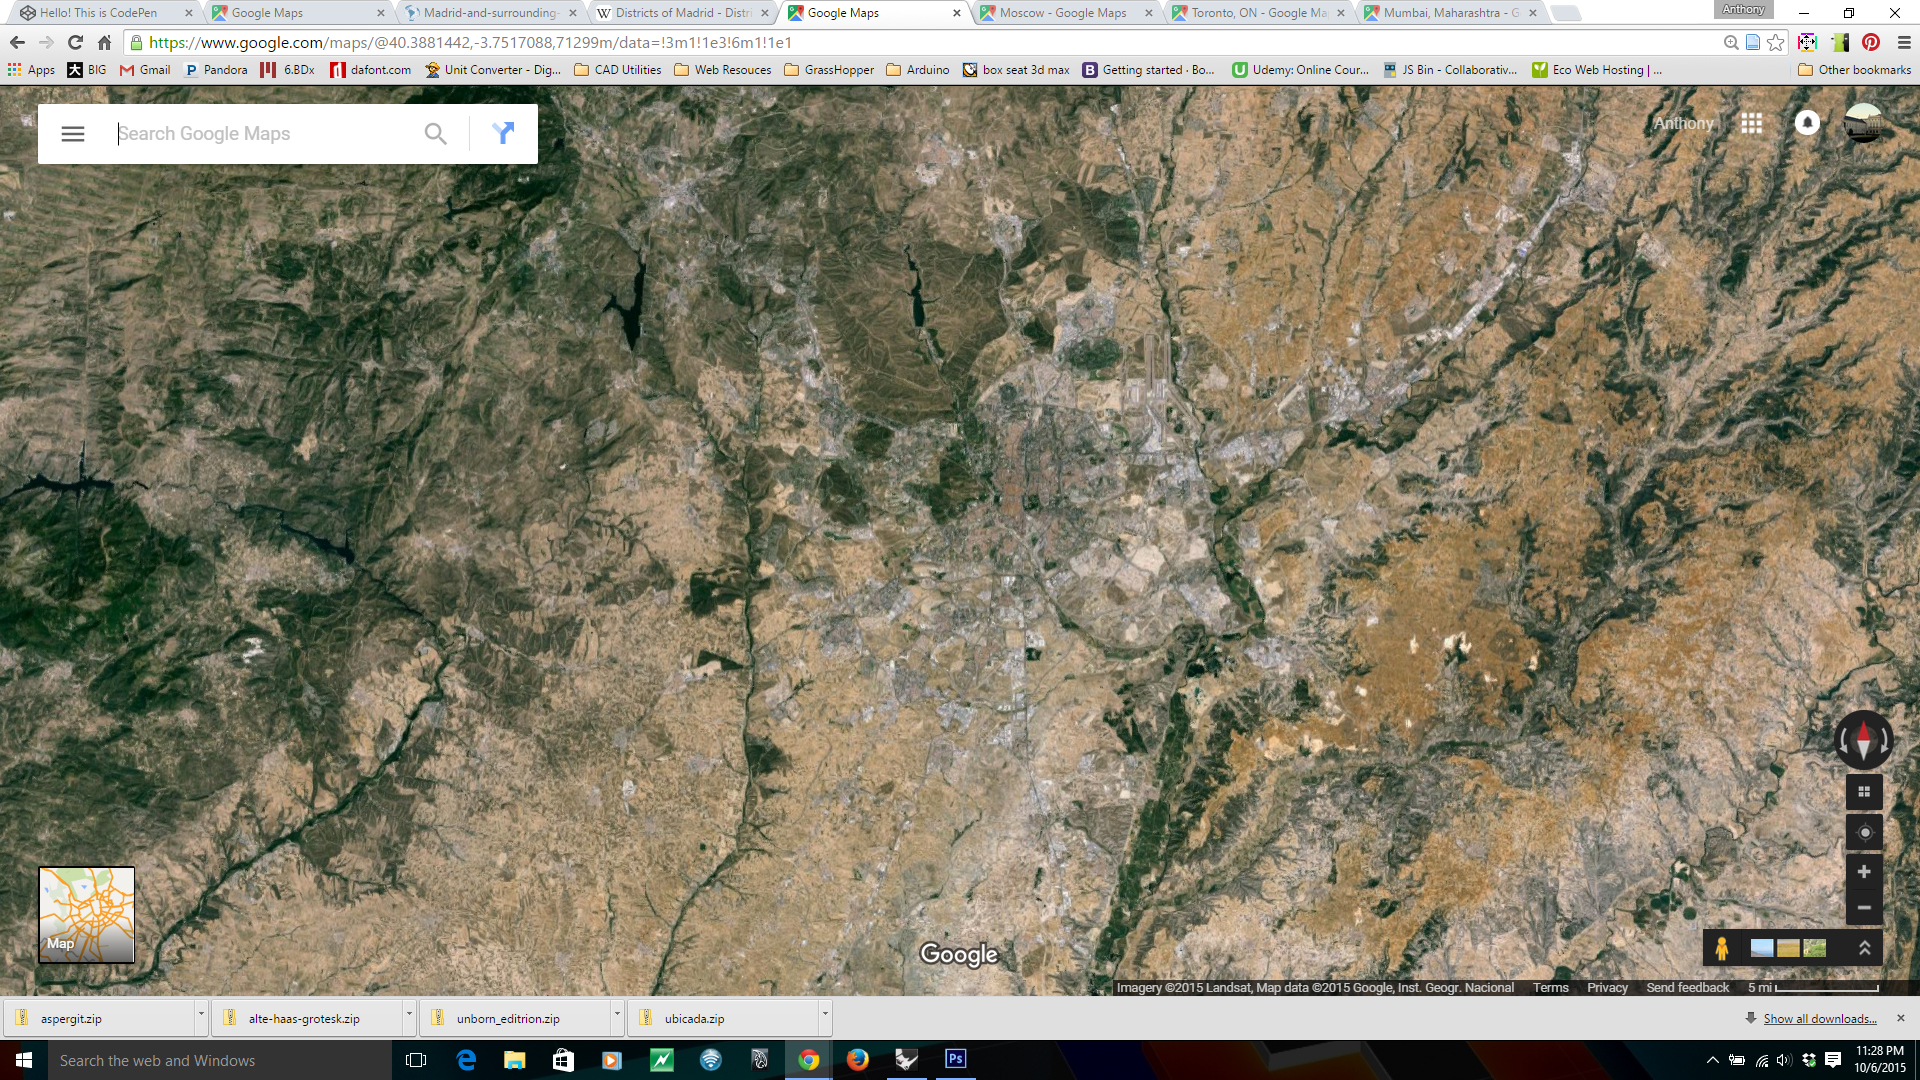 Hello! This is CodePen
Google Maps
Madrid-and-surrounding-
Districts of Madrid - Distri
Google Maps
Moscow - Google Maps
Toronto, ON - Google Ma
Mumbai, Maharashtra - G
Anthony
https://www.google.com/maps/@40.3881442,-3.7517088,71299m/data=!3m1!1e3!6m1!1e1
Apps
BIG
Gmail
Pandora
6.BDx
dafont.com
Unit Converter - Dig...
CAD Utilities
Web Resouces
GrassHopper
Arduino
box seat 3d max
Getting started · Bo...
Udemy: Online Cour...
JS Bin - Collaborativ...
Eco Web Hosting | ...
Other bookmarks
Search Google Maps
Anthony
Map
Google
Imagery ©2015 Landsat, Map data ©2015 Google, Inst. Geogr. Nacional
Terms
Privacy
Send feedback
5 mi
aspergit.zip
alte-haas-grotesk.zip
unborn_editrion.zip
ubicada.zip
Show all downloads...
Search the web and Windows
Ps
11:28 PM
10/6/2015